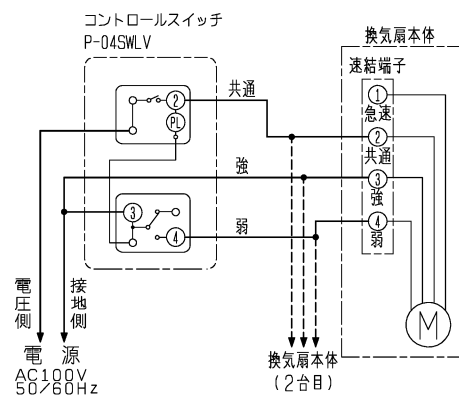 コントロールスイッチ
P-04SWLV
換気扇本体
速結端子
共通
2
PL
1
急速
2
共通
強
3
強
3
弱
4
4
弱
電圧側
接地側
電源
AC100V
50/60Hz
換気扇本体
(2台目)
M